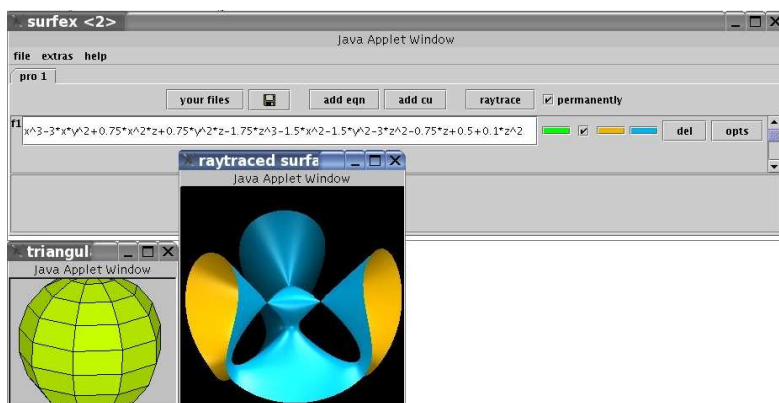 surfex <2>
Java Applet Window
file extras help
pro 1
your files add eqn add cu raytrace permanently
f1 x^3-3*x*y^2+0.75*x^2*z+0.75*y^2*z-1.75*z^3-1.5*x^2-1.5*y^2-3*z^2-0.75*z+0.5+0.1*z^2 del opts
raytraced surfa
Java Applet Window
triangul
Java Applet Window